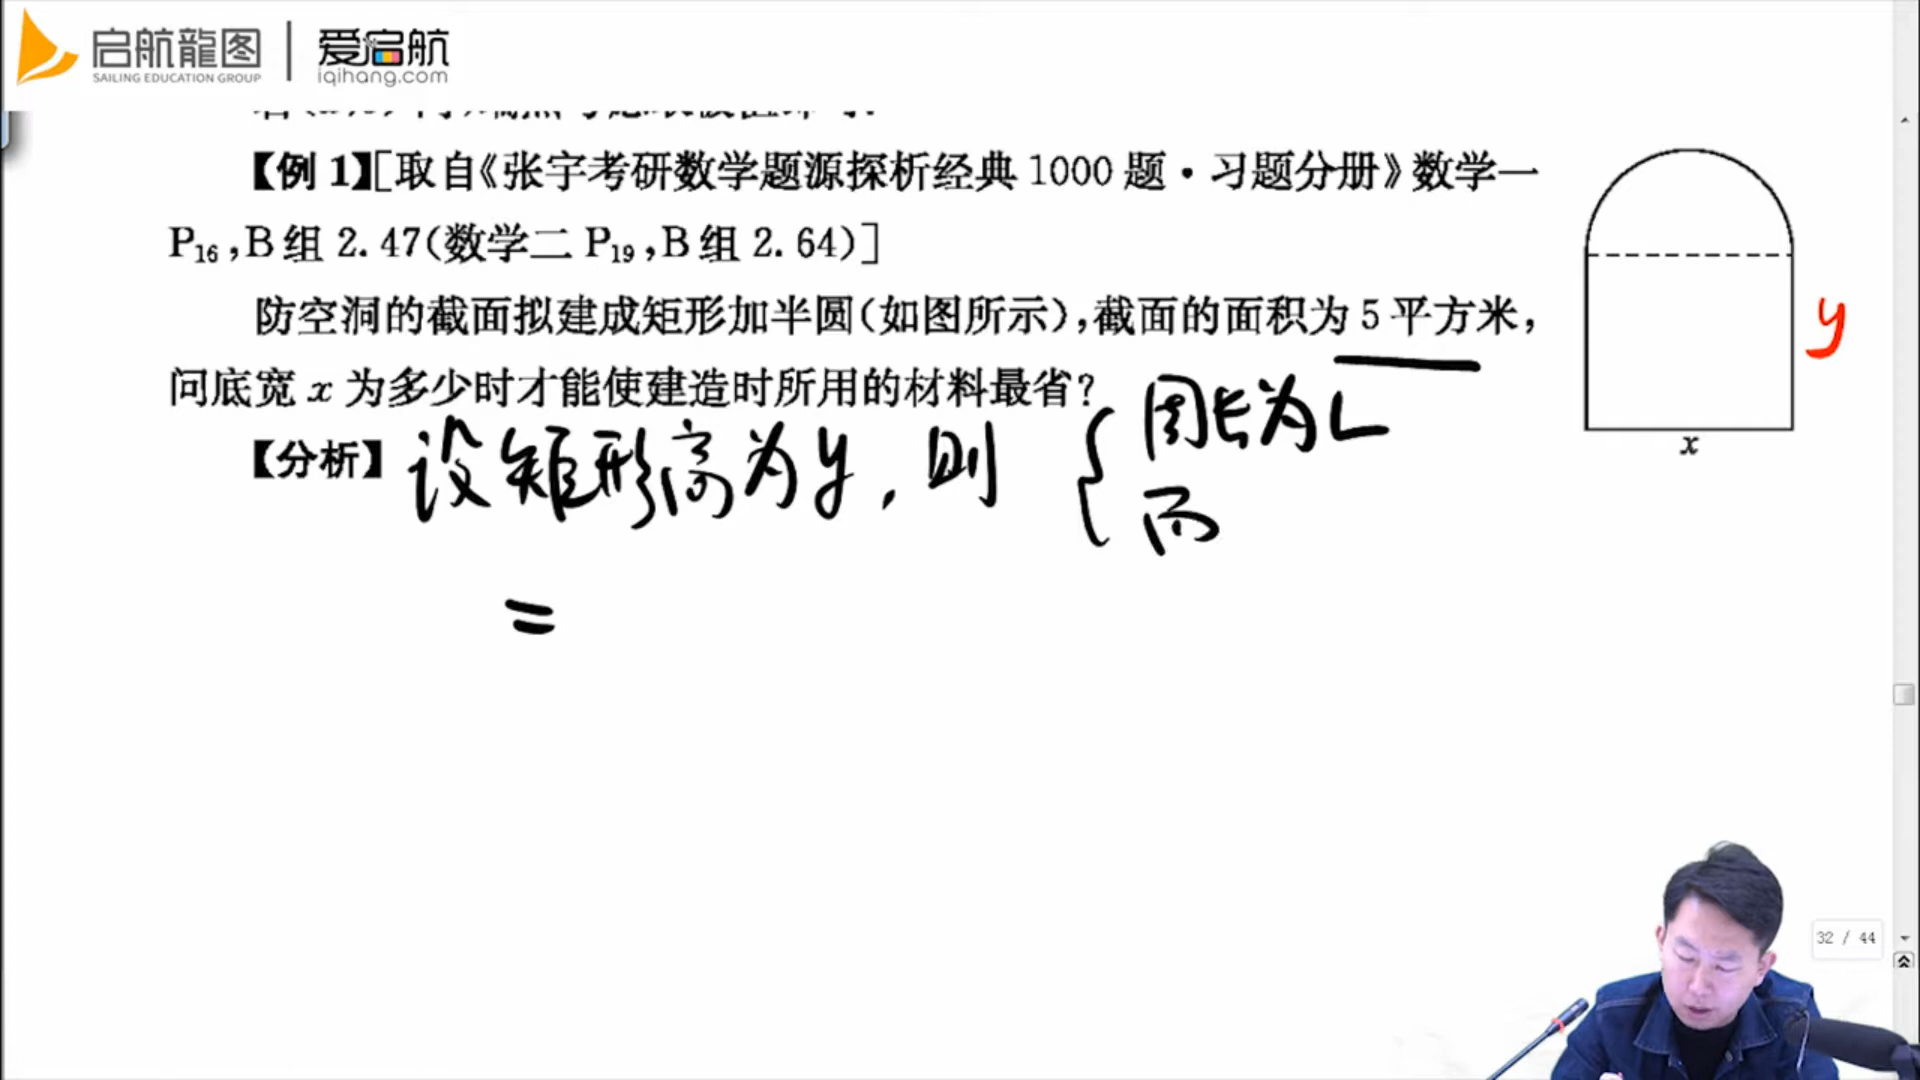 启航龍图 | 爱启航
SAILING EDUCATION GROUP iqihang.com
【例 1】[取自《张宇考研数学题源探析经典 1000 题·习题分册》数学一
P16,B 组 2.47(数学二 P19,B 组 2.64)]
防空洞的截面拟建成矩形加半圆(如图所示),截面的面积为 5 平方米,
问底宽 x 为多少时才能使建造时所用的材料最省?
y
x
【分析】设矩形高为y,则 { 周长为L
而
=
32 / 44